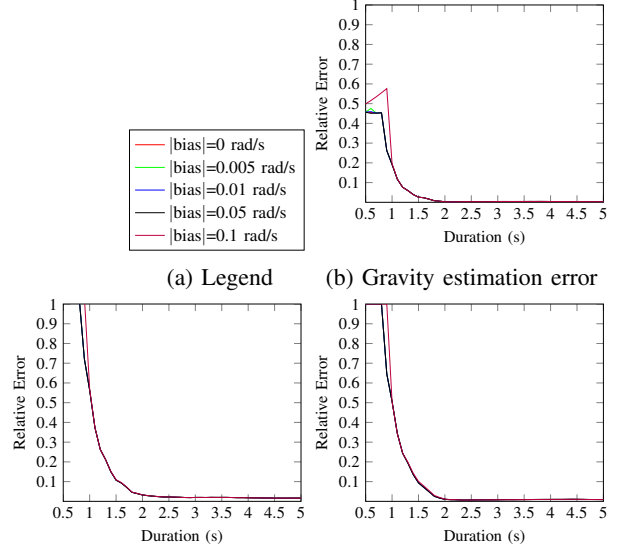 |bias|=0 rad/s
|bias|=0.005 rad/s
|bias|=0.01 rad/s
|bias|=0.05 rad/s
|bias|=0.1 rad/s
(a) Legend
1
0.9
0.8
0.7
0.6
0.5
0.4
0.3
0.2
0.1
Relative Error
0.5 1 1.5 2 2.5 3 3.5 4 4.5 5
Duration (s)
(b) Gravity estimation error
1
0.9
0.8
0.7
0.6
0.5
0.4
0.3
0.2
0.1
Relative Error
0.5 1 1.5 2 2.5 3 3.5 4 4.5 5
Duration (s)
1
0.9
0.8
0.7
0.6
0.5
0.4
0.3
0.2
0.1
Relative Error
0.5 1 1.5 2 2.5 3 3.5 4 4.5 5
Duration (s)